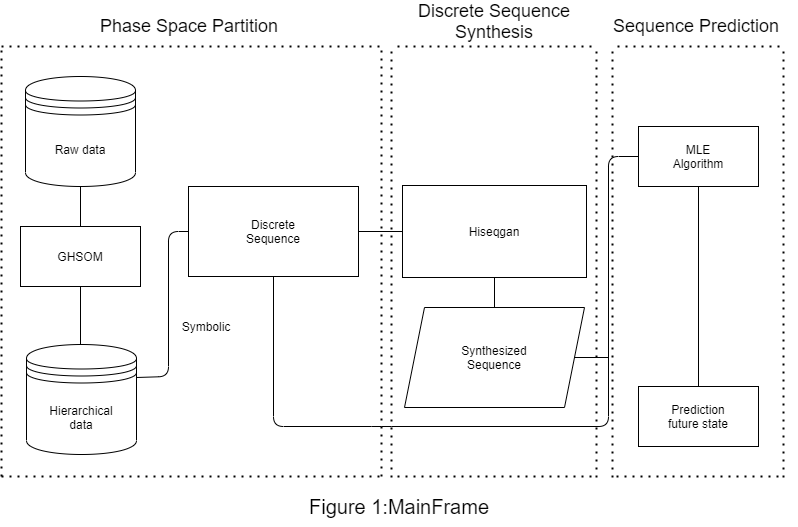 Phase Space Partition
Discrete Sequence
Synthesis
Sequence Prediction
Raw data
GHSOM
Hierarchical
data
Symbolic
Discrete
Sequence
Hiseqgan
Synthesized
Sequence
MLE
Algorithm
Prediction
future state
Figure 1:MainFrame